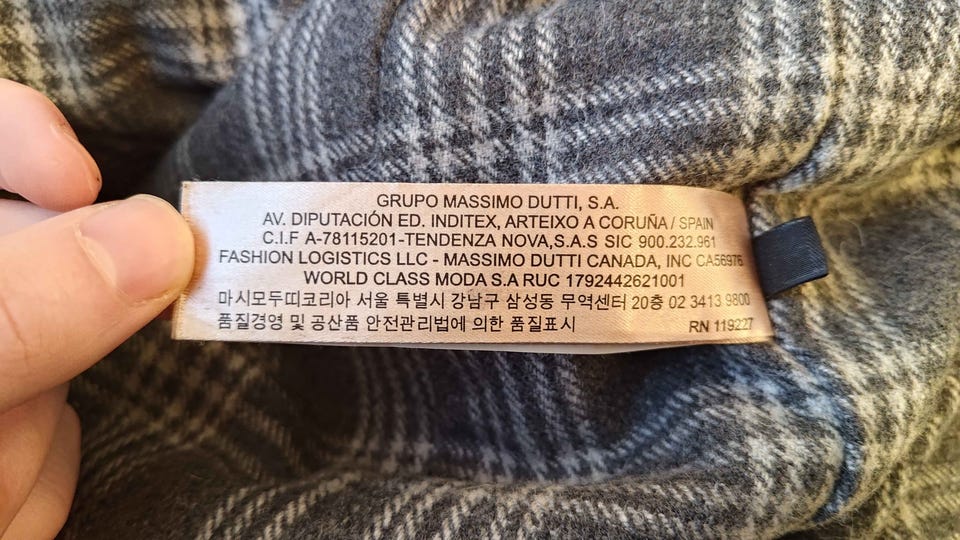 GRUPO MASSIMO DUTTI, S.A.
AV. DIPUTACIÓN ED. INDITEX, ARTEIXO A CORUÑA / SPAIN
C.I.F A-78115201-TENDENZA NOVA,S.A.S SIC 900.232.961
FASHION LOGISTICS LLC - MASSIMO DUTTI CANADA, INC CA56976
WORLD CLASS MODA S.A RUC 1792442621001
마시모두띠코리아 서울 특별시 강남구 삼성동 무역센터 20층 02 3413 9800
품질경영 및 공산품 안전관리법에 의한 품질표시 RN 119227